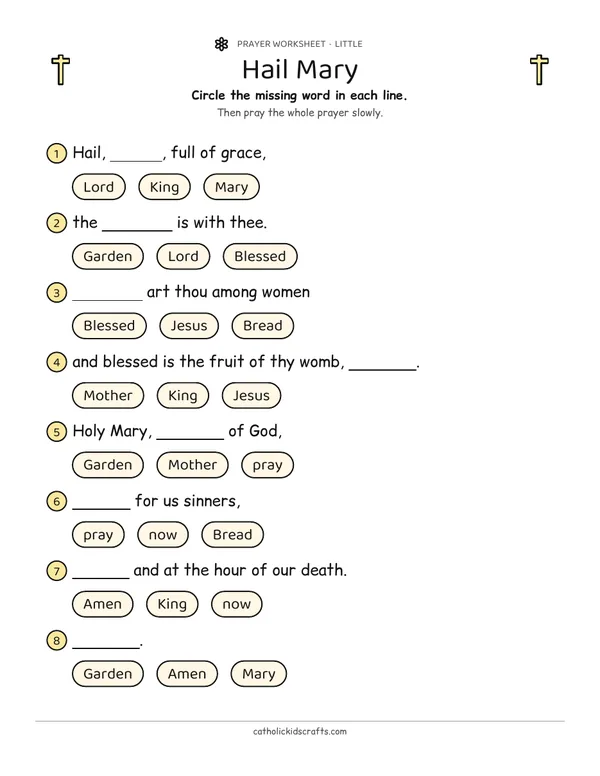 PRAYER WORKSHEET · LITTLE
Hail Mary
Circle the missing word in each line.
Then pray the whole prayer slowly.
1 Hail, ______, full of grace,
Lord King Mary
2 the ________ is with thee.
Garden Lord Blessed
3 ________ art thou among women
Blessed Jesus Bread
4 and blessed is the fruit of thy womb, ________.
Mother King Jesus
5 Holy Mary, ________ of God,
Garden Mother pray
6 _______ for us sinners,
pray now Bread
7 _______ and at the hour of our death.
Amen King now
8 ________.
Garden Amen Mary
catholickidscrafts.com